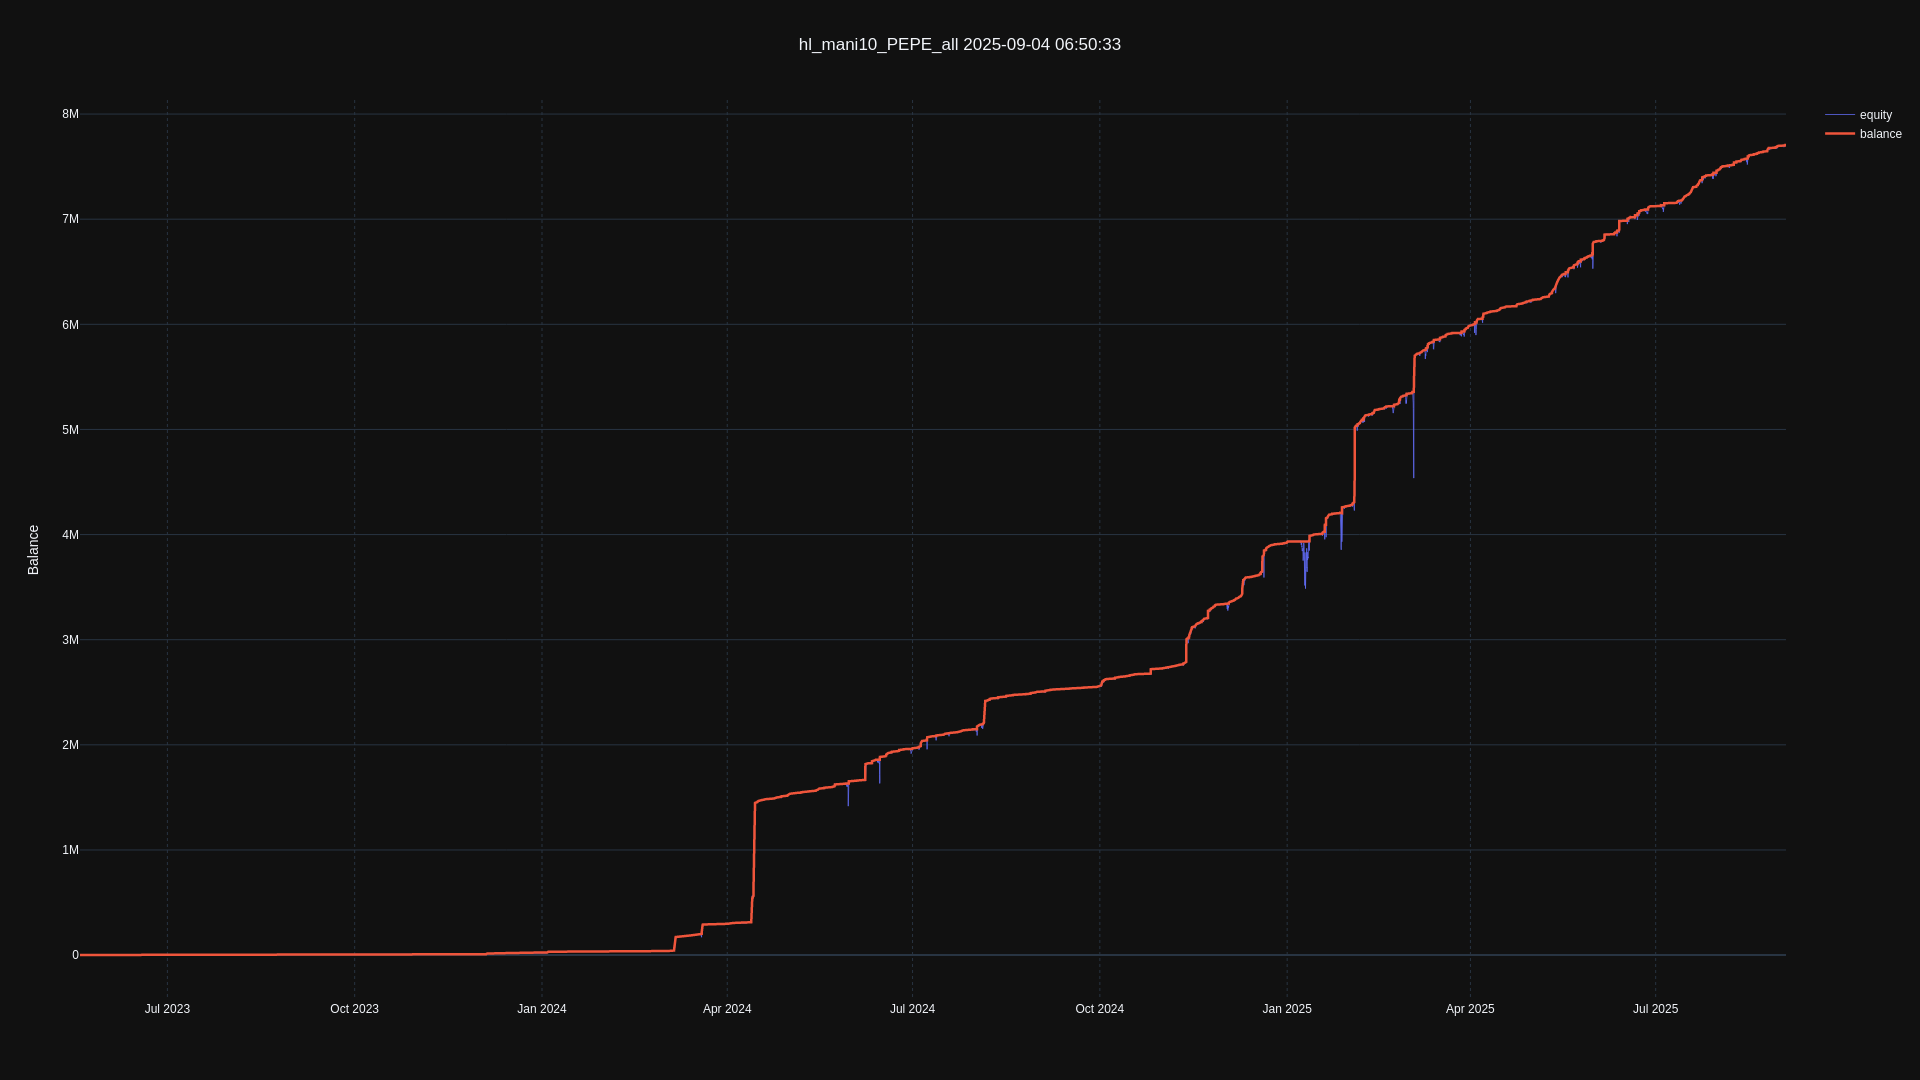 hl_mani10_PEPE_all 2025-09-04 06:50:33
equity
balance
Balance
8M
7M
6M
5M
4M
3M
2M
1M
0
Jul 2023
Oct 2023
Jan 2024
Apr 2024
Jul 2024
Oct 2024
Jan 2025
Apr 2025
Jul 2025